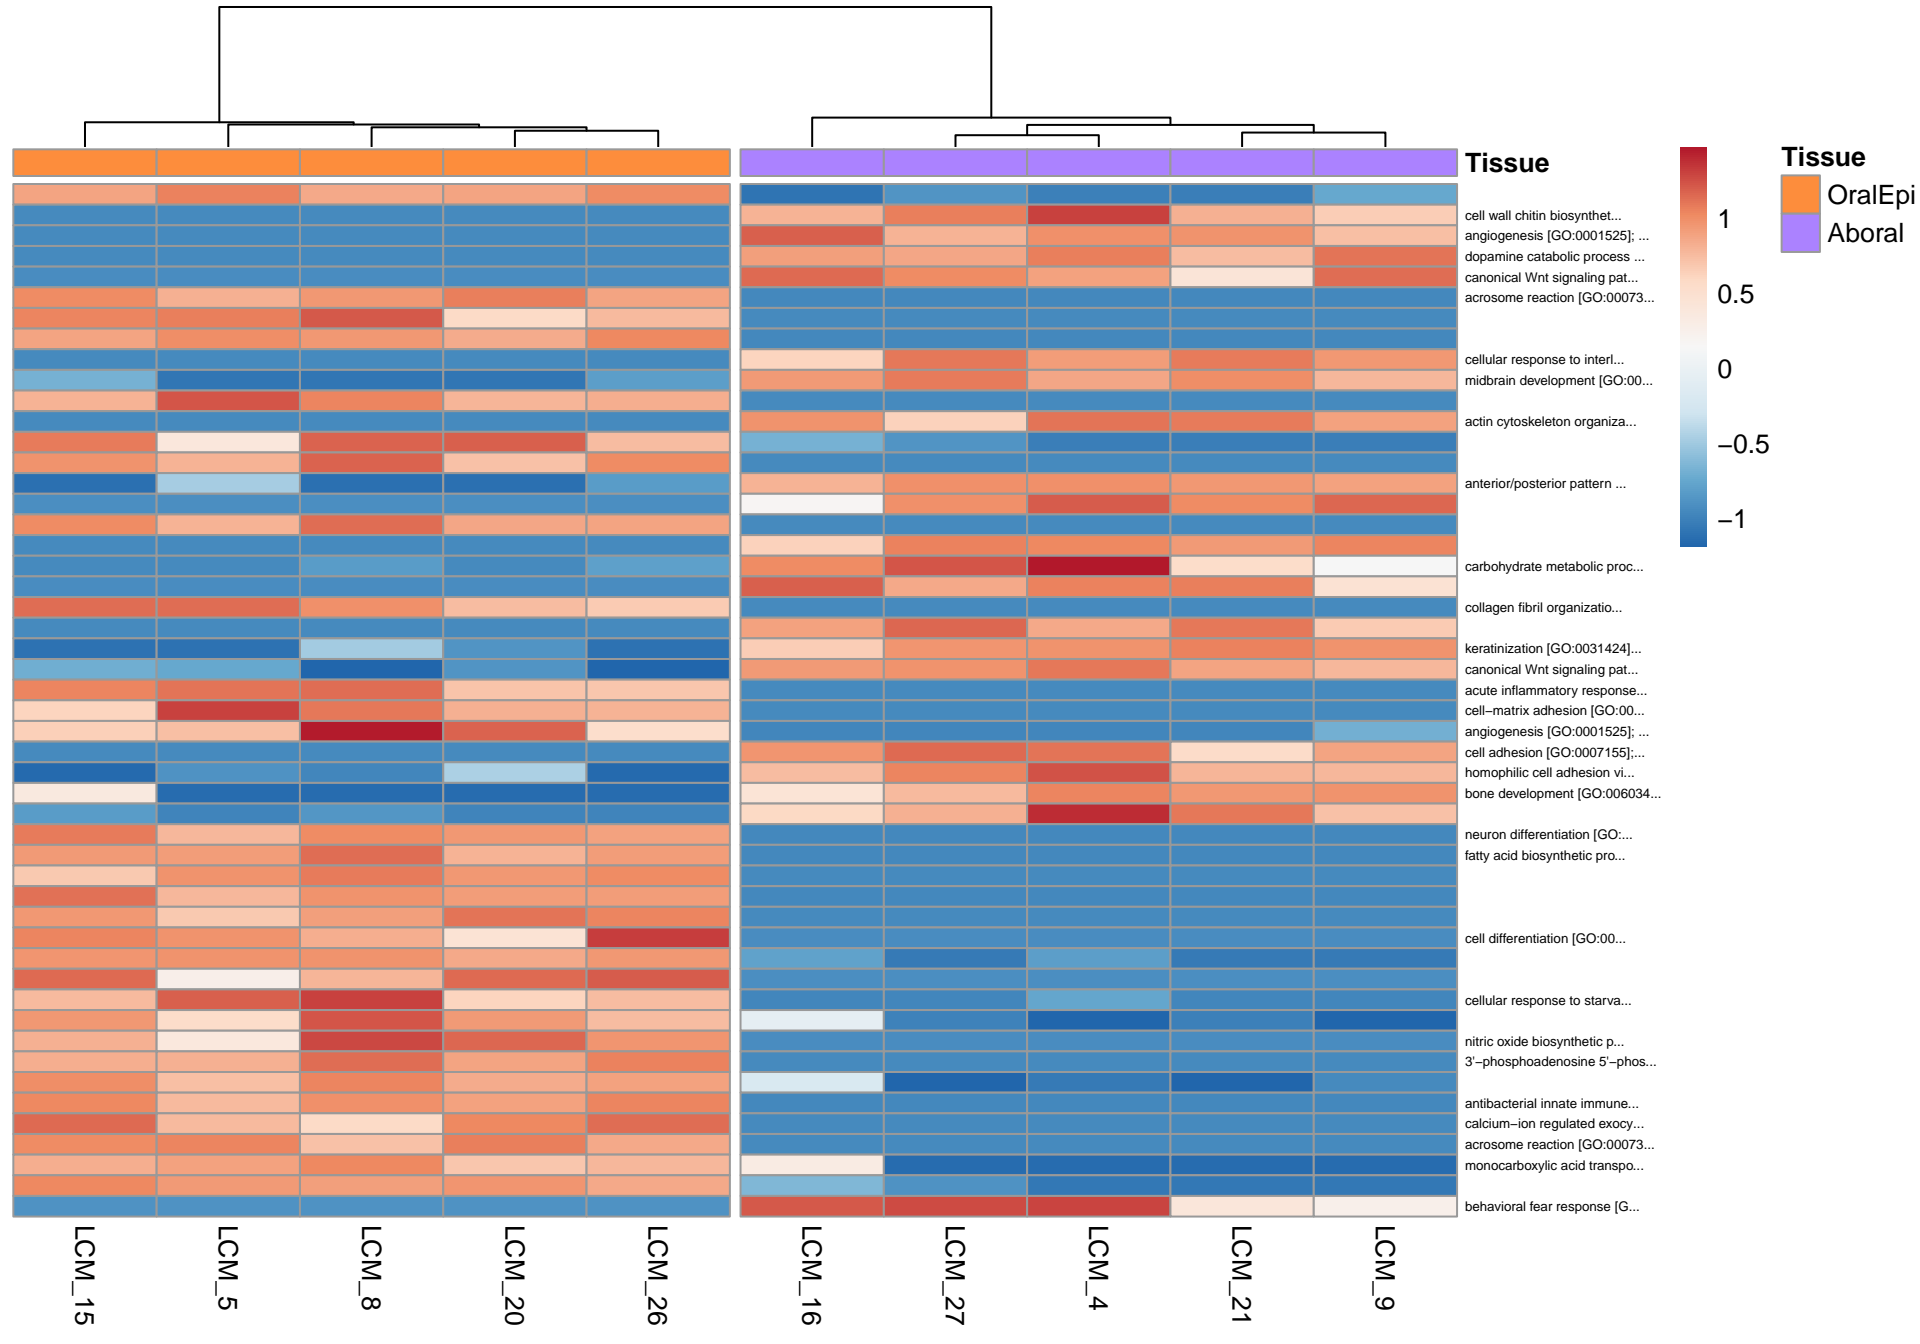 Tissue
cell wall chitin biosynthet...
angiogenesis [GO:0001525]; ...
dopamine catabolic process ...
canonical Wnt signaling pat...
acrosome reaction [GO:00073...
cellular response to interl...
midbrain development [GO:00...
actin cytoskeleton organiza...
anterior/posterior pattern ...
carbohydrate metabolic proc...
collagen fibril organizatio...
keratinization [GO:0031424]...
canonical Wnt signaling pat...
acute inflammatory response...
cell−matrix adhesion [GO:00...
angiogenesis [GO:0001525]; ...
cell adhesion [GO:0007155];...
homophilic cell adhesion vi...
bone development [GO:006034...
neuron differentiation [GO:...
fatty acid biosynthetic pro...
cell differentiation [GO:00...
cellular response to starva...
nitric oxide biosynthetic p...
3'−phosphoadenosine 5'−phos...
antibacterial innate immune...
calcium−ion regulated exocy...
acrosome reaction [GO:00073...
monocarboxylic acid transpo...
behavioral fear response [G...
LCM_15
LCM_5
LCM_8
LCM_20
LCM_26
LCM_16
LCM_27
LCM_4
LCM_21
LCM_9
1
0.5
0
−0.5
−1
Tissue
OralEpi
Aboral